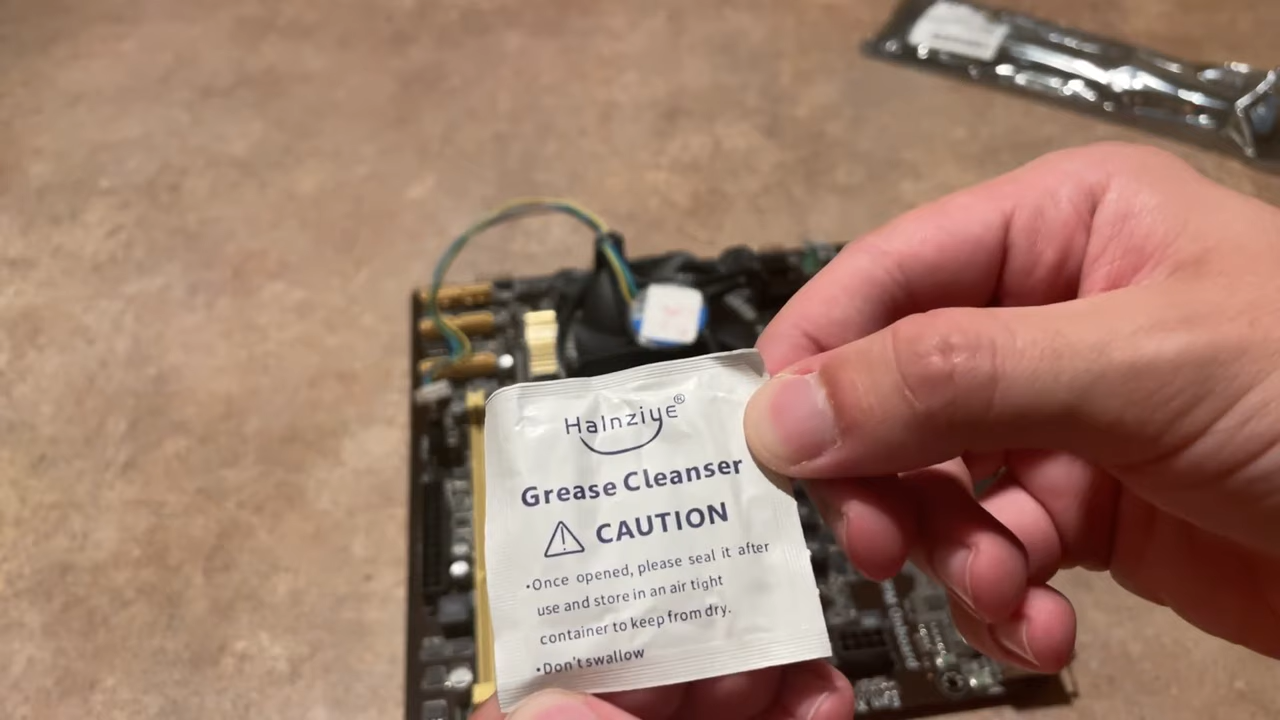 Halnziye®
Grease Cleanser
CAUTION
•Once opened, please seal it after
use and store in an air tight
container to keep from dry.
•Don't swallow